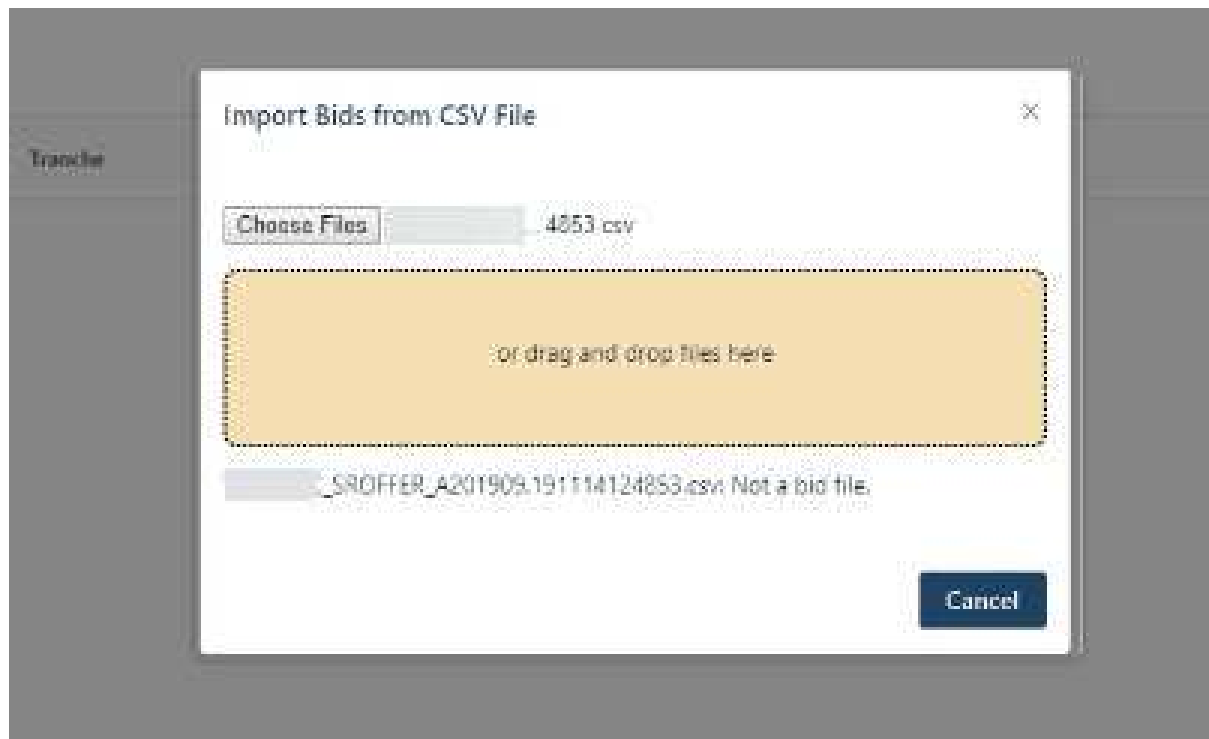 Import Bids from CSV File
×
Tranche
Choose Files ... 4853.csv
or drag and drop files here
_SROFFER_A201909.191114124853.csv: Not a bid file.
Cancel